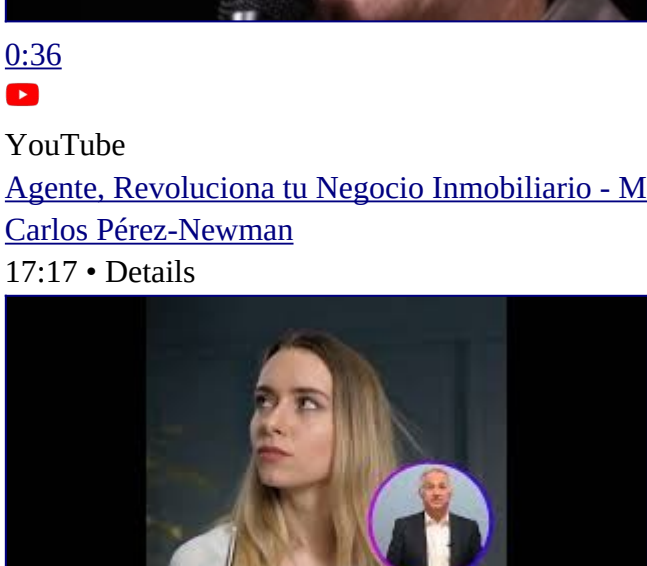 0:36
YouTube
Agente, Revoluciona tu Negocio Inmobiliario - M
Carlos Pérez-Newman
17:17 • Details